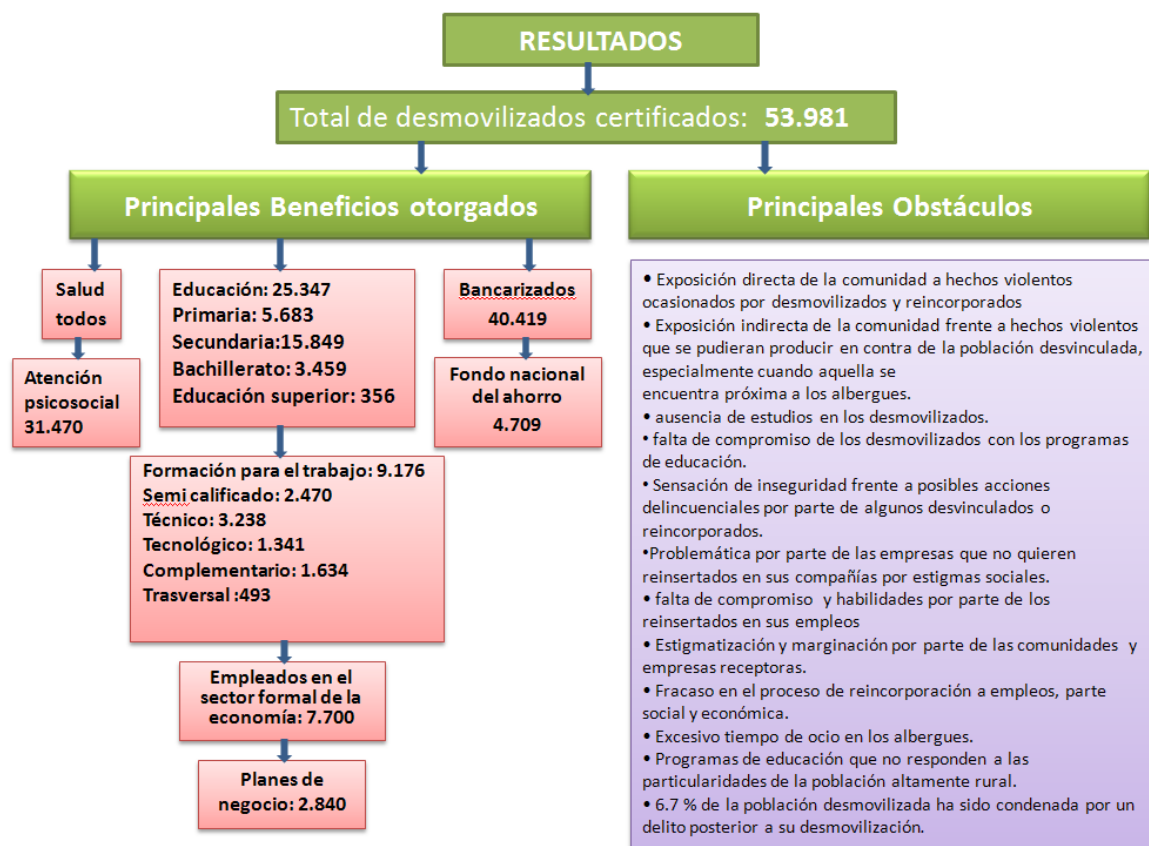 RESULTADOS
Total de desmovilizados certificados: 53.981
Principales Beneficios otorgados
Salud
todos
Atención
psicosocial
31.470
Educación: 25.347
Primaria: 5.683
Secundaria:15.849
Bachillerato: 3.459
Educación superior: 356
Bancarizados
40.419
Fondo nacional
del ahorro
4.709
Formación para el trabajo: 9.176
Semi calificado: 2.470
Técnico: 3.238
Tecnológico: 1.341
Complementario: 1.634
Trasversal :493
Empleados en el
sector formal de la
economía: 7.700
Planes de
negocio: 2.840
Principales Obstáculos
• Exposición directa de la comunidad a hechos violentos
ocasionados por desmovilizados y reincorporados
• Exposición indirecta de la comunidad frente a hechos violentos
que se pudieran producir en contra de la población desvinculada,
especialmente cuando aquella se
encuentra próxima a los albergues.
• ausencia de estudios en los desmovilizados.
• falta de compromiso de los desmovilizados con los programas
de educación.
• Sensación de inseguridad frente a posibles acciones
delincuenciales por parte de algunos desvinculados o
reincorporados.
•Problemática por parte de las empresas que no quieren
reinsertados en sus compañías por estigmas sociales.
• falta de compromiso y habilidades por parte de los
reinsertados en sus empleos
• Estigmatización y marginación por parte de las comunidades y
empresas receptoras.
• Fracaso en el proceso de reincorporación a empleos, parte
social y económica.
• Excesivo tiempo de ocio en los albergues.
• Programas de educación que no responden a las
particularidades de la población altamente rural.
• 6.7 % de la población desmovilizada ha sido condenada por un
delito posterior a su desmovilización.